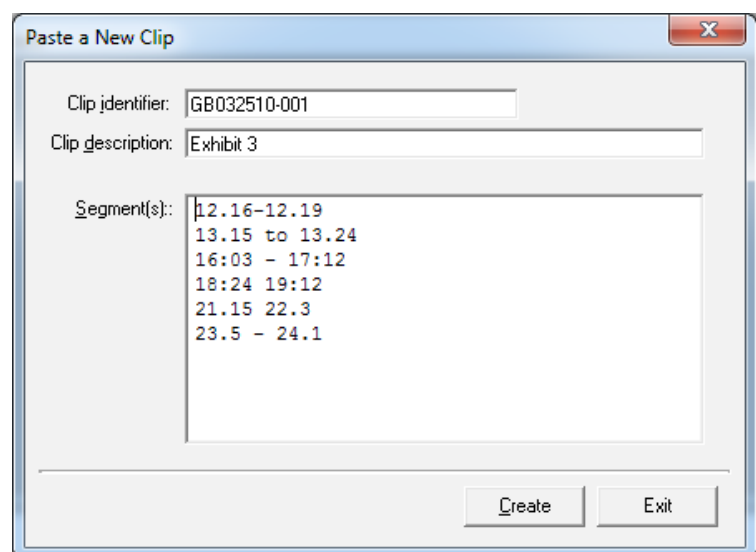 Paste a New Clip
Clip identifier: GB032510-001
Clip description: Exhibit 3
Segment(s)::
12.16-12.19
13.15 to 13.24
16:03 - 17:12
18:24 19:12
21.15 22.3
23.5 - 24.1
Create Exit